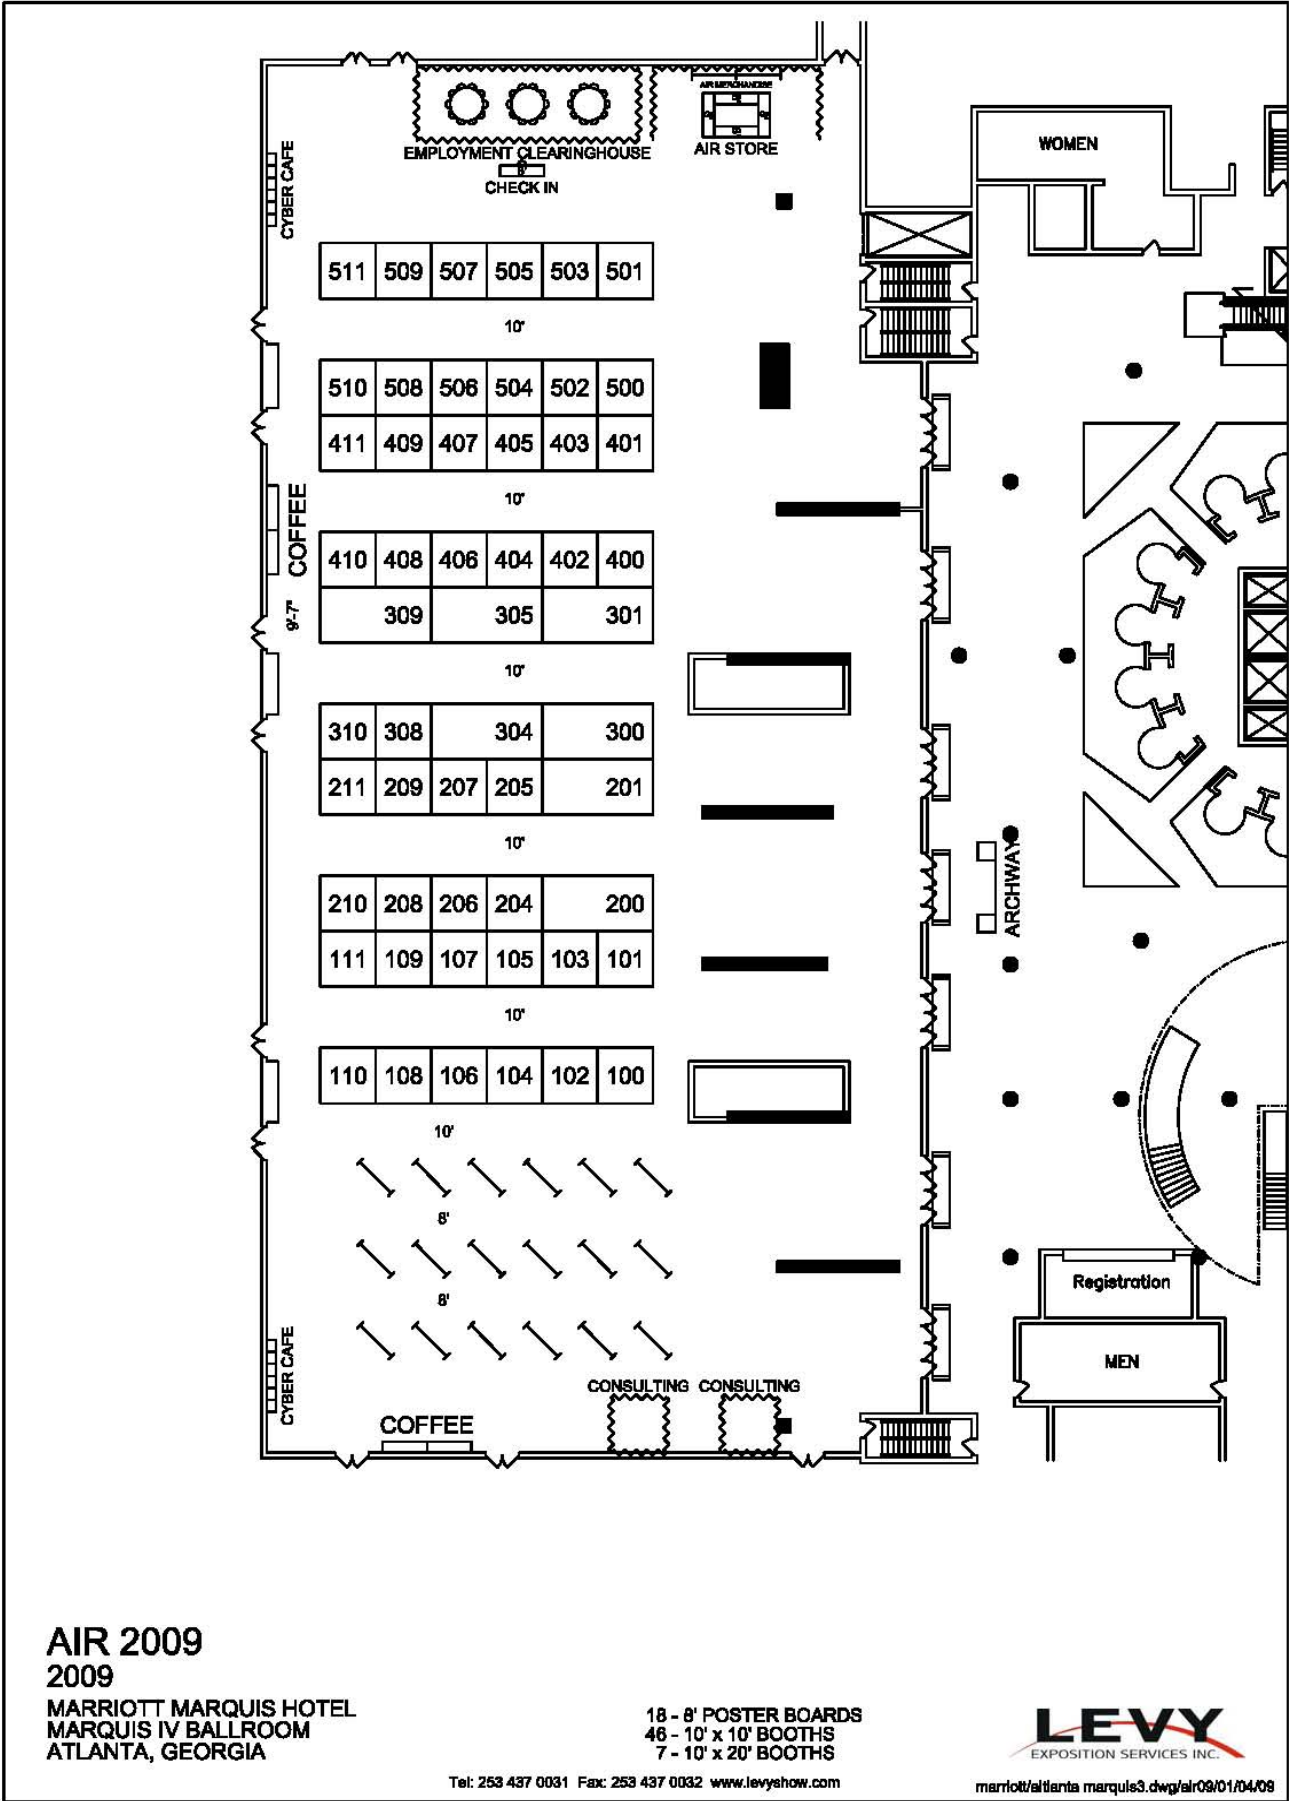 AIR MERCHANDISE
EMPLOYMENT CLEARINGHOUSE
AIR STORE
CHECK IN
CYBER CAFE
WOMEN
511 509 507 505 503 501
10'
510 508 506 504 502 500
411 409 407 405 403 401
10'
COFFEE
410 408 406 404 402 400
309 305 301
9'-7"
10'
310 308 304 300
211 209 207 205 201
10'
ARCHWAY
210 208 206 204 200
111 109 107 105 103 101
10'
110 108 106 104 102 100
10'
8'
8'
Registration
MEN
CYBER CAFE
CONSULTING CONSULTING
COFFEE
AIR 2009
2009
MARRIOTT MARQUIS HOTEL
MARQUIS IV BALLROOM
ATLANTA, GEORGIA
18 - 8' POSTER BOARDS
46 - 10' x 10' BOOTHS
7 - 10' x 20' BOOTHS
Tel: 253 437 0031 Fax: 253 437 0032 www.levyshow.com
LEVY
EXPOSITION SERVICES INC.
marriott/altlanta marquis3.dwg/air09/01/04/09